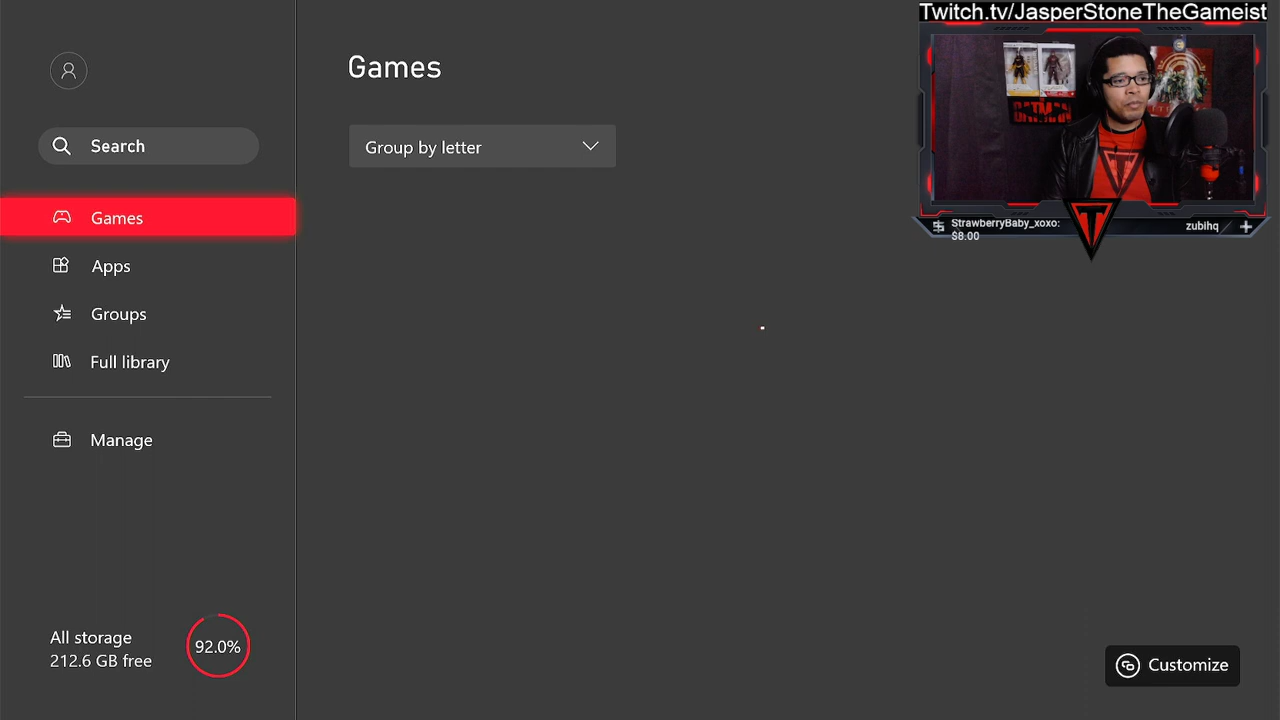 Twitch.tv/JasperStoneTheGameist
Games
Search
Group by letter
Games
Apps
Groups
Full library
Manage
BATMAN
StrawberryBaby_xoxo:
$8.00
zubihq
All storage
212.6 GB free
92.0%
Customize